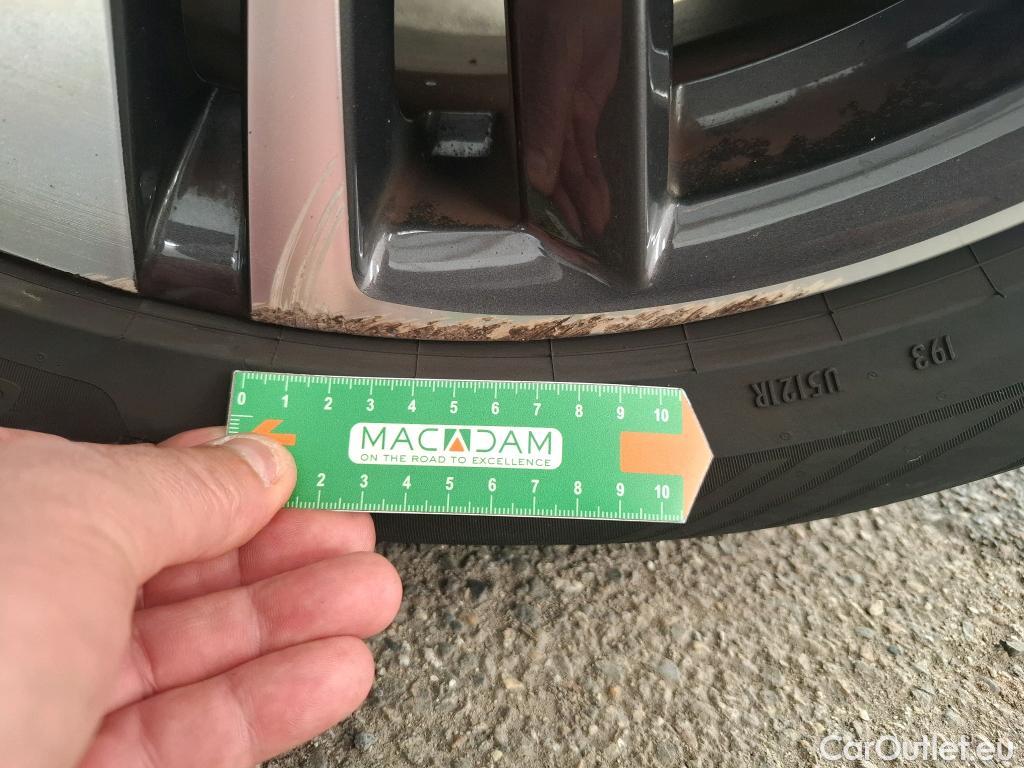 193
U5121R
0 1 2 3 4 5 6 7 8 9 10
MACADAM
ON THE ROAD TO EXCELLENCE
2 3 4 5 6 7 8 9 10
CarOutlet.eu